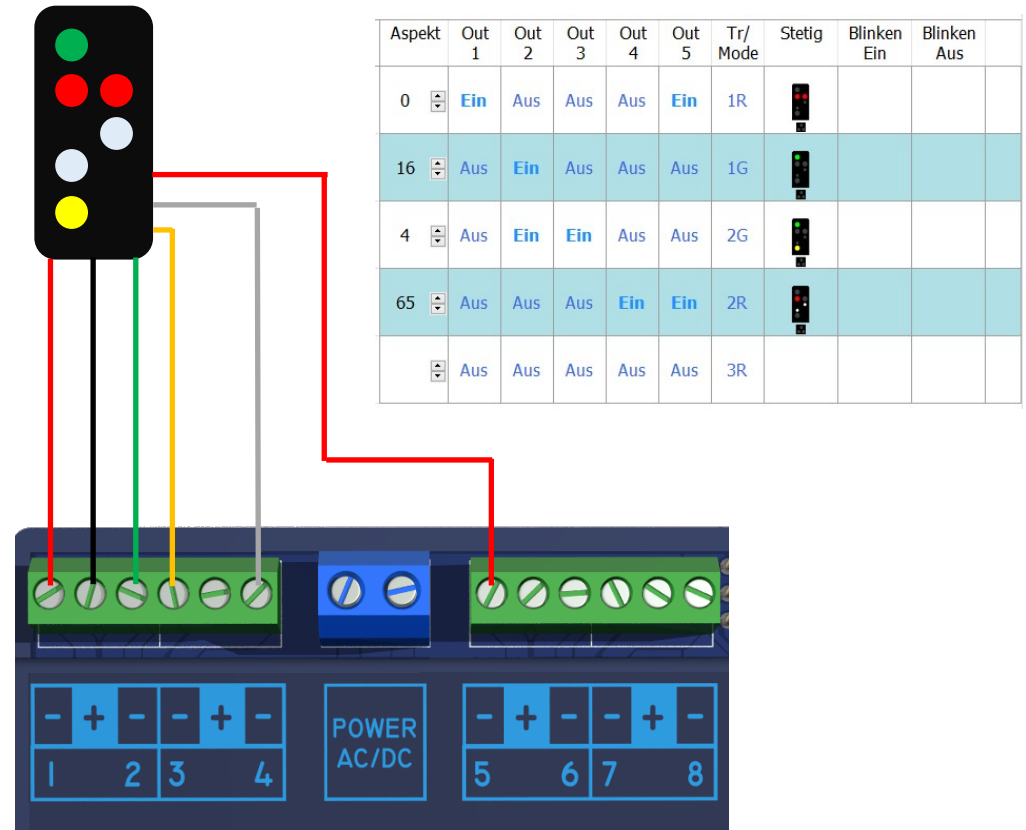 Aspekt Out 1 Out 2 Out 3 Out 4 Out 5 Tr/ Mode Stetig Blinken Ein Blinken Aus
0 Ein Aus Aus Aus Ein 1R
16 Aus Ein Aus Aus Aus 1G
4 Aus Ein Ein Aus Aus 2G
65 Aus Aus Aus Ein Ein 2R
Aus Aus Aus Aus Aus 3R
- + - - + - POWER AC/DC - + - - + -
1 2 3 4 5 6 7 8